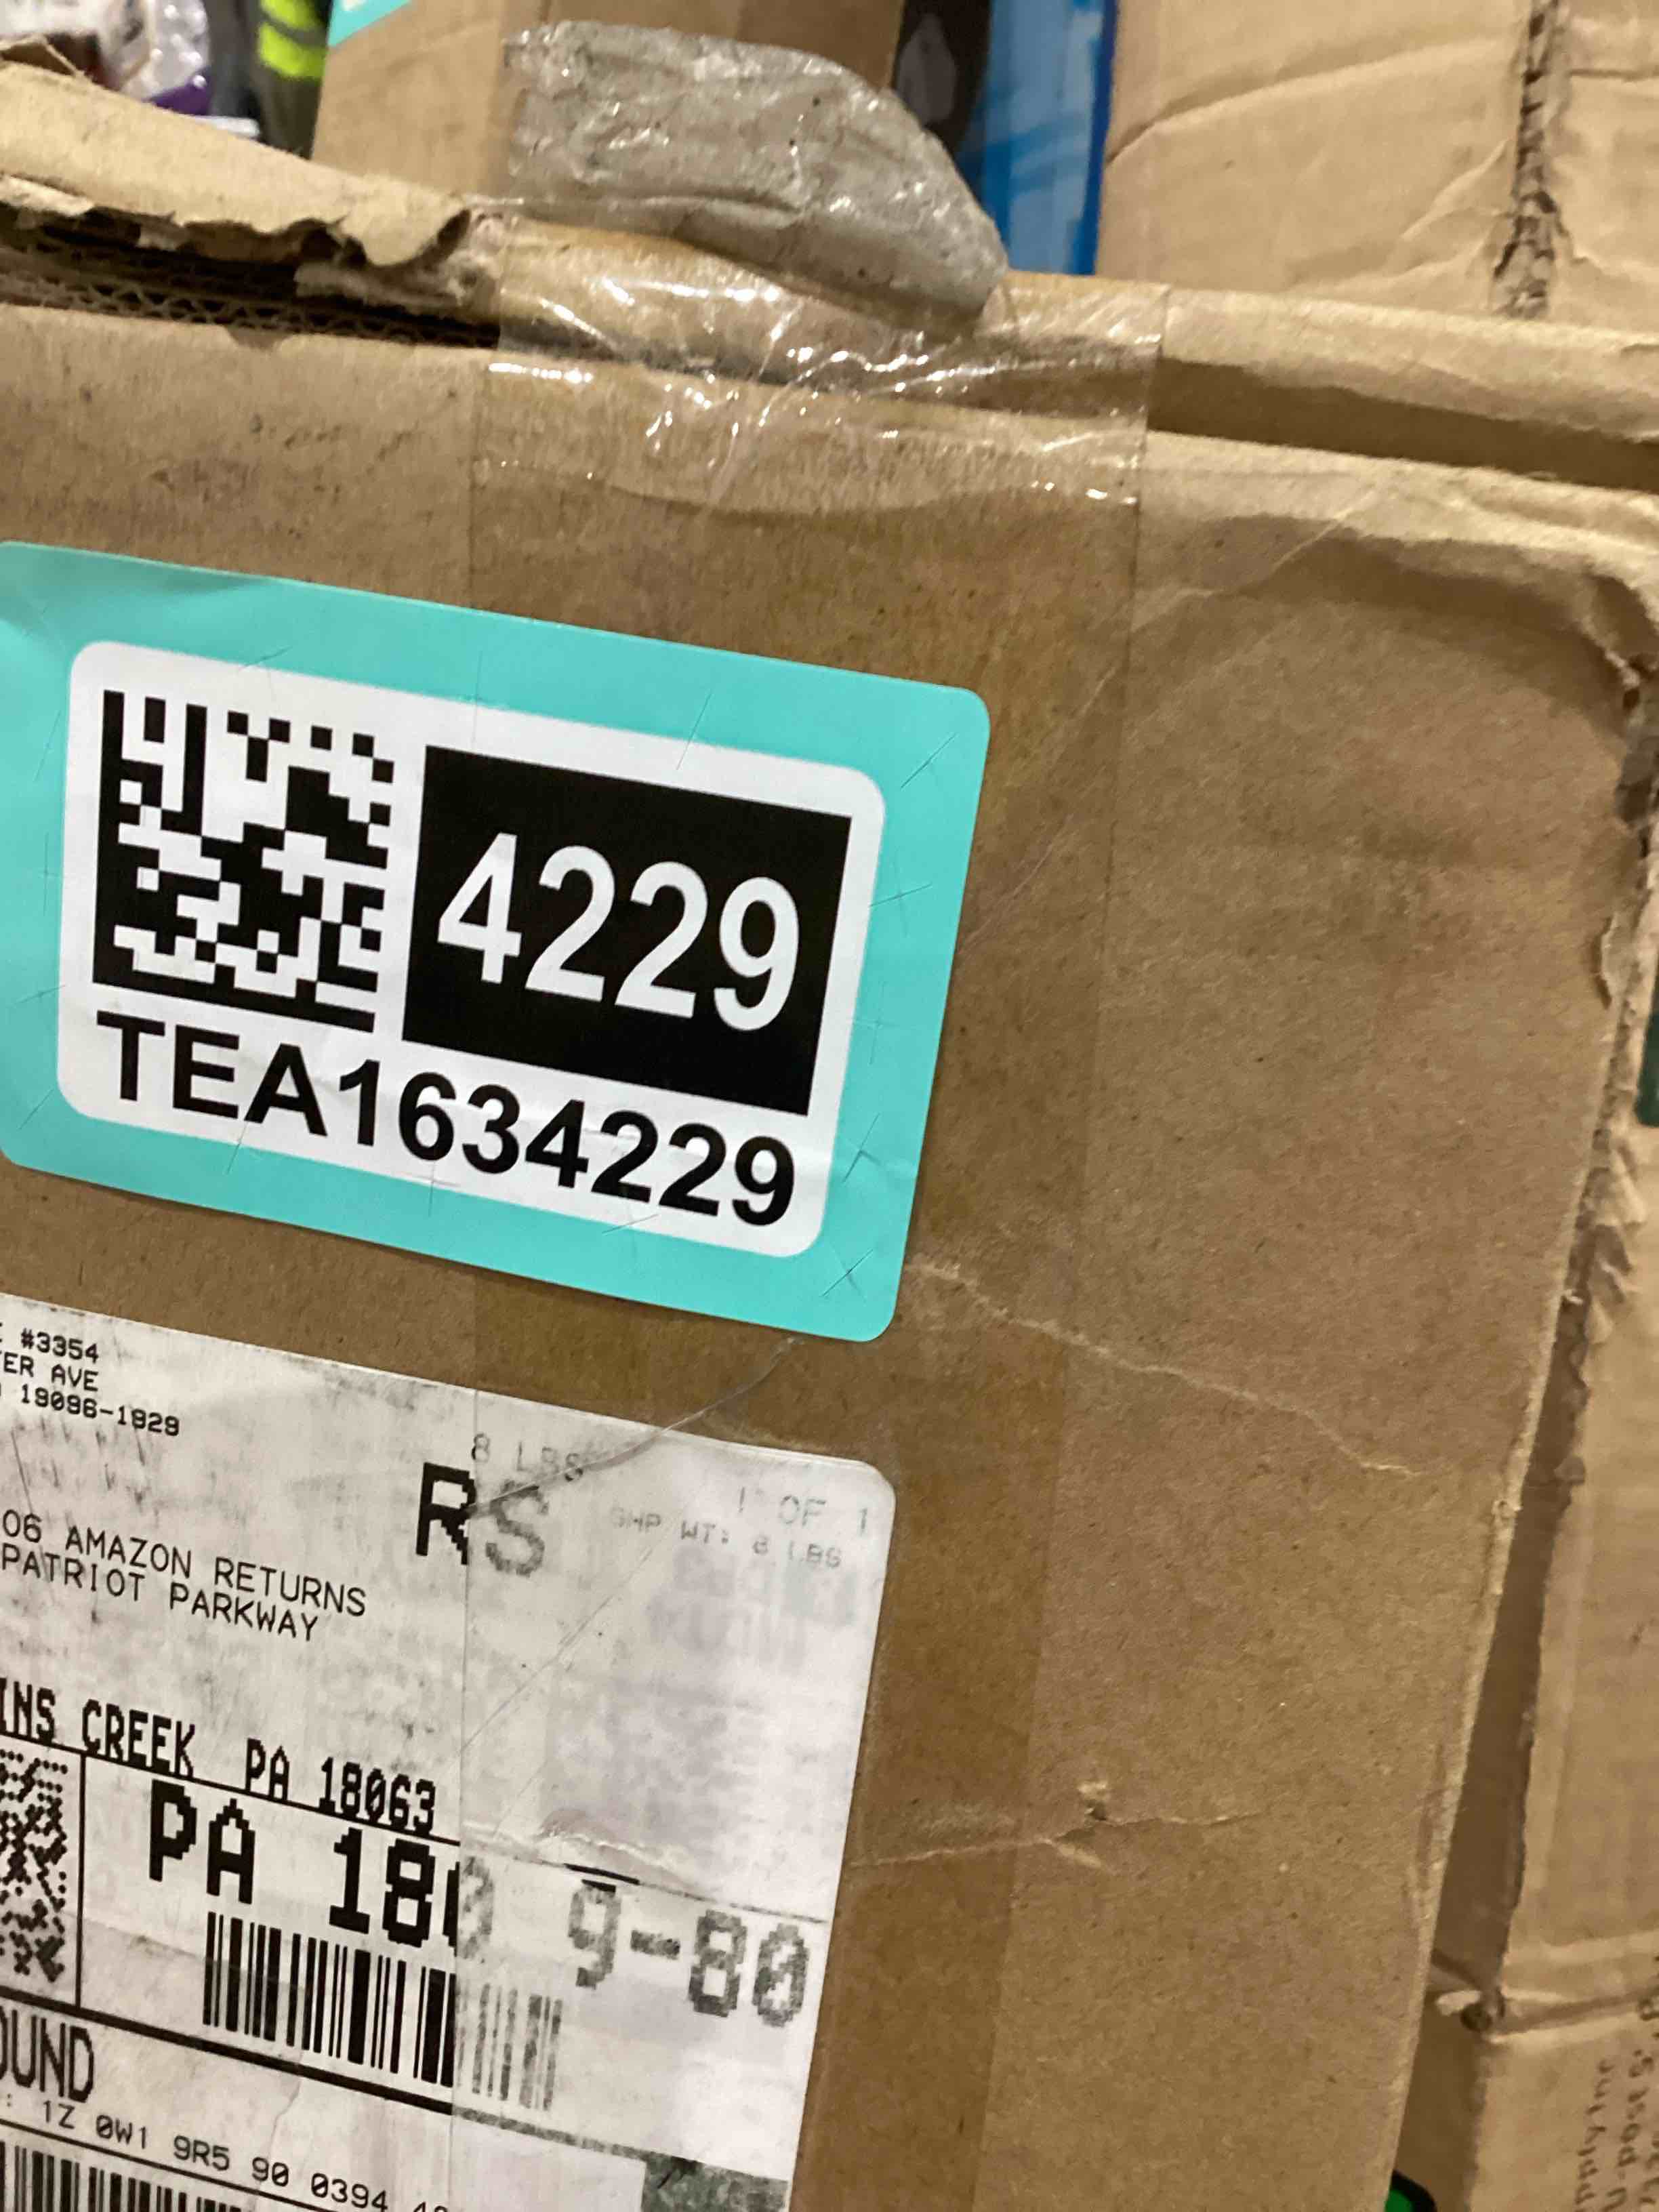 4229
TEA1634229
#3354
ER AVE
19096-1929
8 LBS
1 OF 1
RS
SHP WT: 8 LBS
06 AMAZON RETURNS
PATRIOT PARKWAY
INS CREEK PA 18063
PA 180 9-80
OUND
: 1Z 0W1 9R5 90 0394